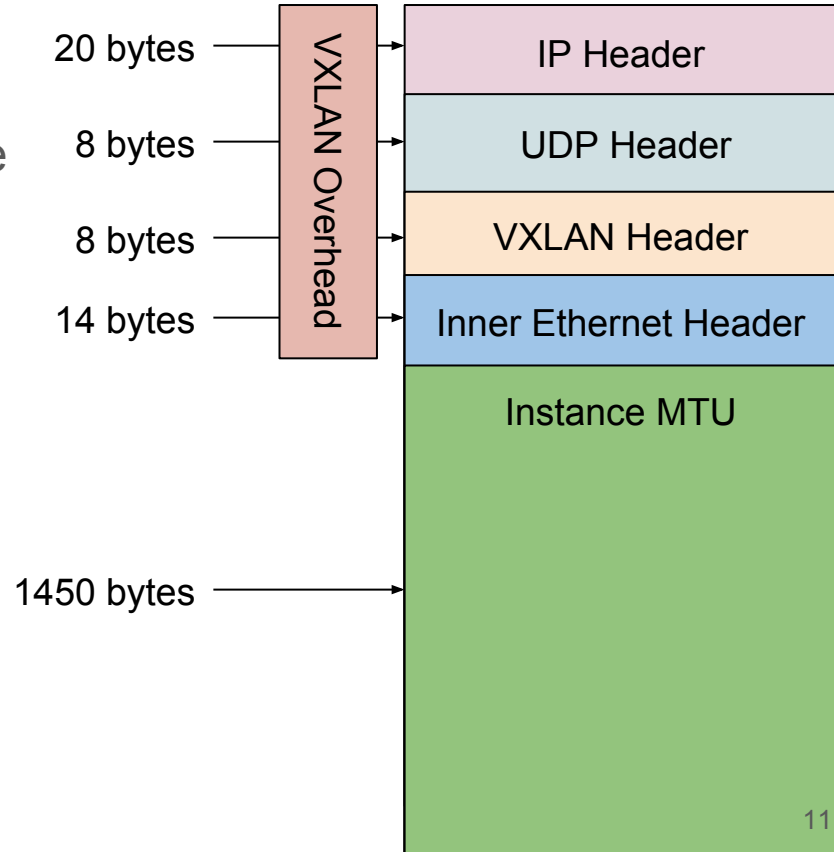 20 bytes
IP Header
e
8 bytes
UDP Header
VXLAN Overhead
8 bytes
VXLAN Header
14 bytes
Inner Ethernet Header
Instance MTU
1450 bytes
11